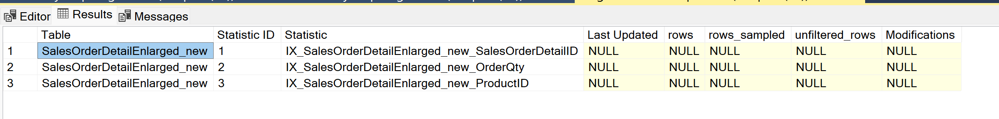 Editor Results Messages
Table Statistic ID Statistic Last Updated rows rows_sampled unfiltered_rows Modifications
1 SalesOrderDetailEnlarged_new 1 IX_SalesOrderDetailEnlarged_new_SalesOrderDetailID NULL NULL NULL NULL NULL
2 SalesOrderDetailEnlarged_new 2 IX_SalesOrderDetailEnlarged_new_OrderQty NULL NULL NULL NULL NULL
3 SalesOrderDetailEnlarged_new 3 IX_SalesOrderDetailEnlarged_new_ProductID NULL NULL NULL NULL NULL